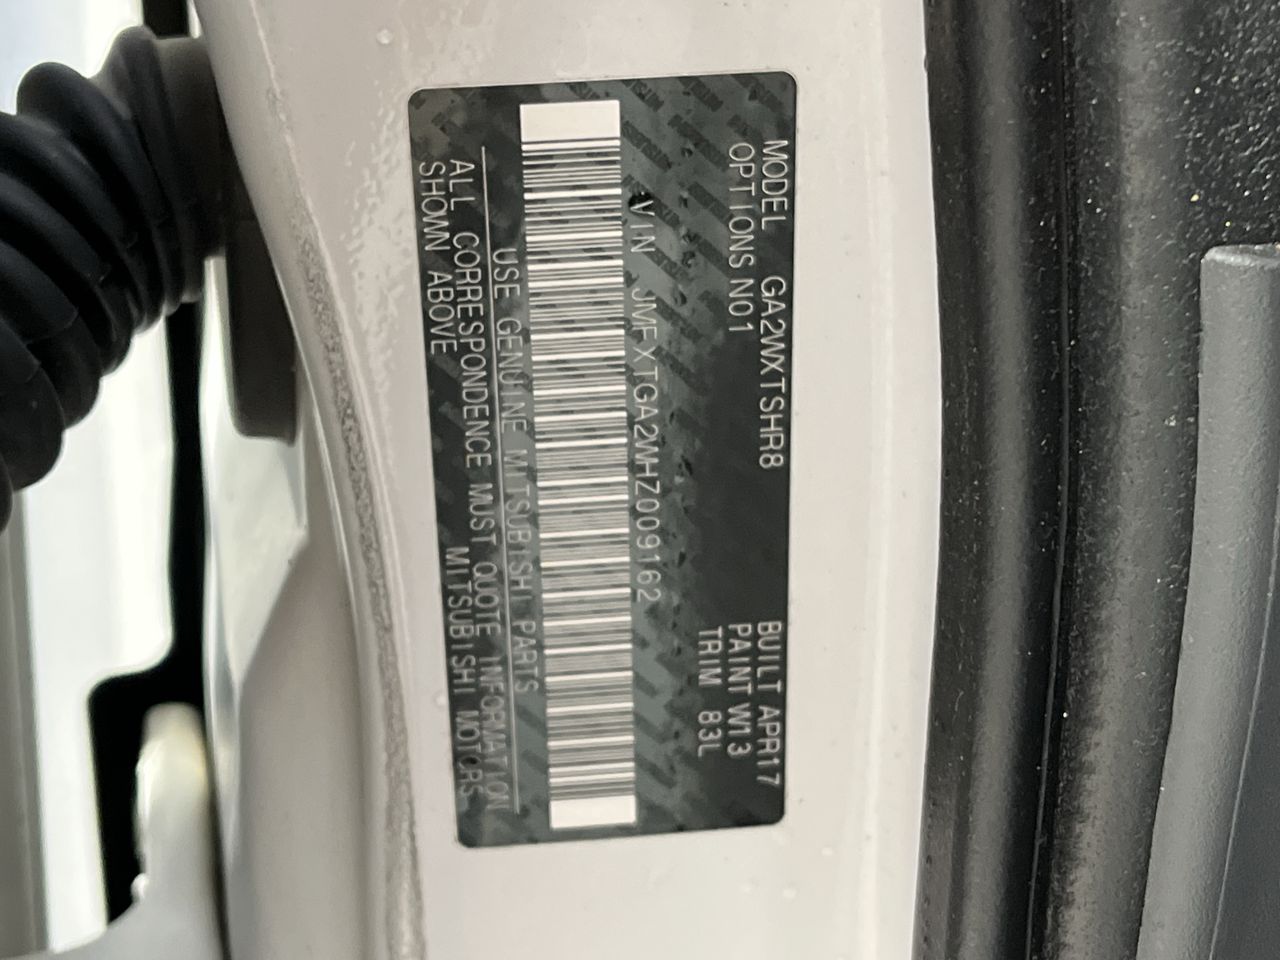 MODEL GA2WXTSHR8 BUILT APR17
OPTIONS N01 PAINT W13
TRIM 83L
VIN JMFXTGA2WHZ009162
USE GENUINE MITSUBISHI PARTS
ALL CORRESPONDENCE MUST QUOTE INFORMATION
SHOWN ABOVE MITSUBISHI MOTORS